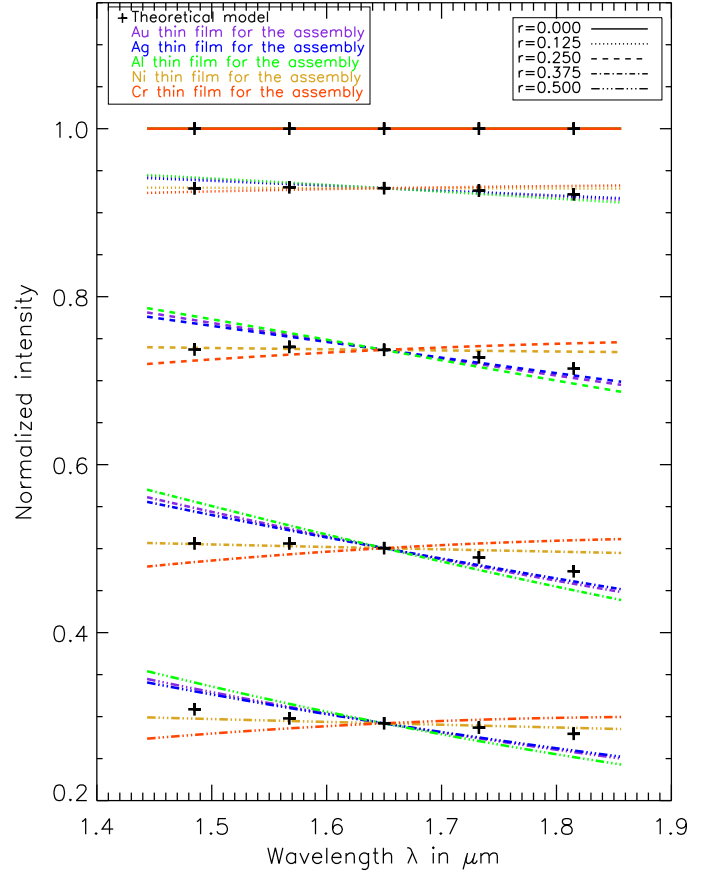 +Theoretical model
Au thin film for the assembly
Ag thin film for the assembly
Al thin film for the assembly
Ni thin film for the assembly
Cr thin film for the assembly
r=0.000
r=0.125
r=0.250
r=0.375
r=0.500
1.0
0.8
0.6
0.4
0.2
Normalized intensity
1.4 1.5 1.6 1.7 1.8 1.9
Wavelength λ in μm